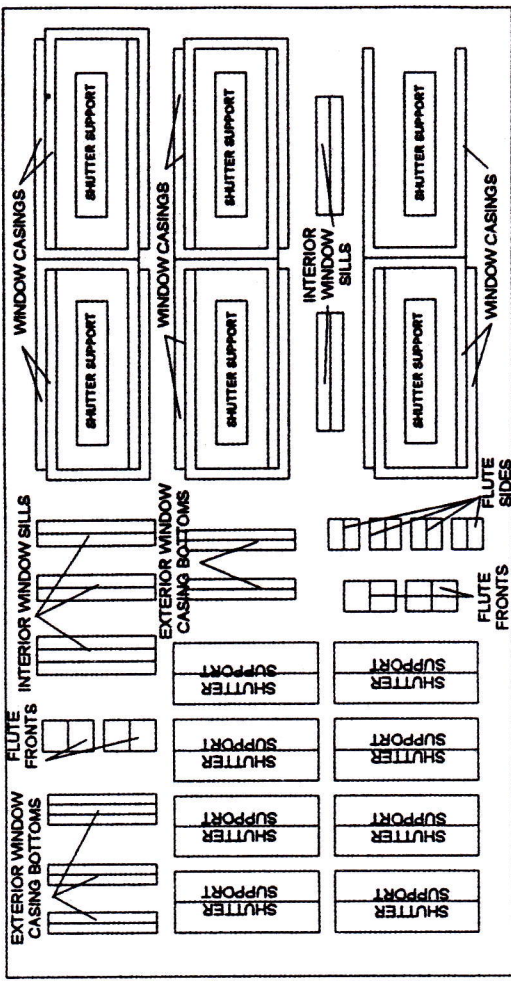 EXTERIOR WINDOW
CASING BOTTOMS
FLUTE
FRONTS
INTERIOR WINDOW SILLS
WINDOW CASINGS
SHUTTER SUPPORT
SHUTTER SUPPORT
EXTERIOR WINDOW
CASING BOTTOMS
WINDOW CASINGS
SHUTTER
SUPPORT
SHUTTER
SUPPORT
SHUTTER
SUPPORT
SHUTTER
SUPPORT
SHUTTER SUPPORT
SHUTTER SUPPORT
INTERIOR
WINDOW
SILLS
SHUTTER
SUPPORT
SHUTTER
SUPPORT
SHUTTER
SUPPORT
SHUTTER
SUPPORT
SHUTTER SUPPORT
SHUTTER SUPPORT
FLUTE
FRONTS
FLUTE
SIDES
WINDOW CASINGS